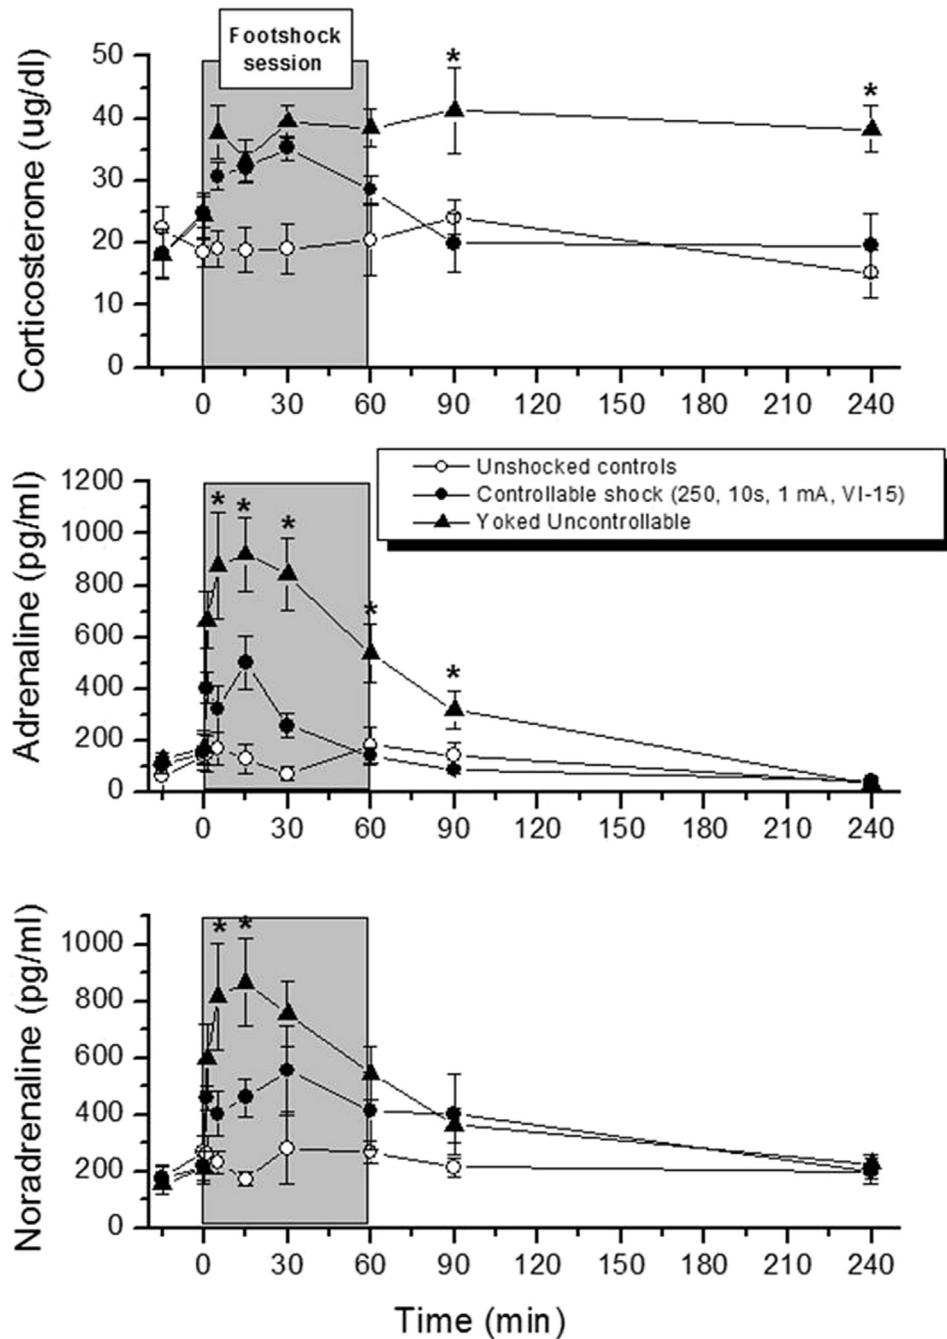 Footshock
session
Corticosterone (ug/dl)
50
40
30
20
10
0
*
*
0 30 60 90 120 150 180 210 240
Unshocked controls
Controllable shock (250, 10s, 1 mA, VI-15)
Yoked Uncontrollable
Adrenaline (pg/ml)
1200
1000
800
600
400
200
0
* * *
*
*
0 30 60 90 120 150 180 210 240
Noradrenaline (pg/ml)
1000
800
600
400
200
0
* *
0 30 60 90 120 150 180 210 240
Time (min)